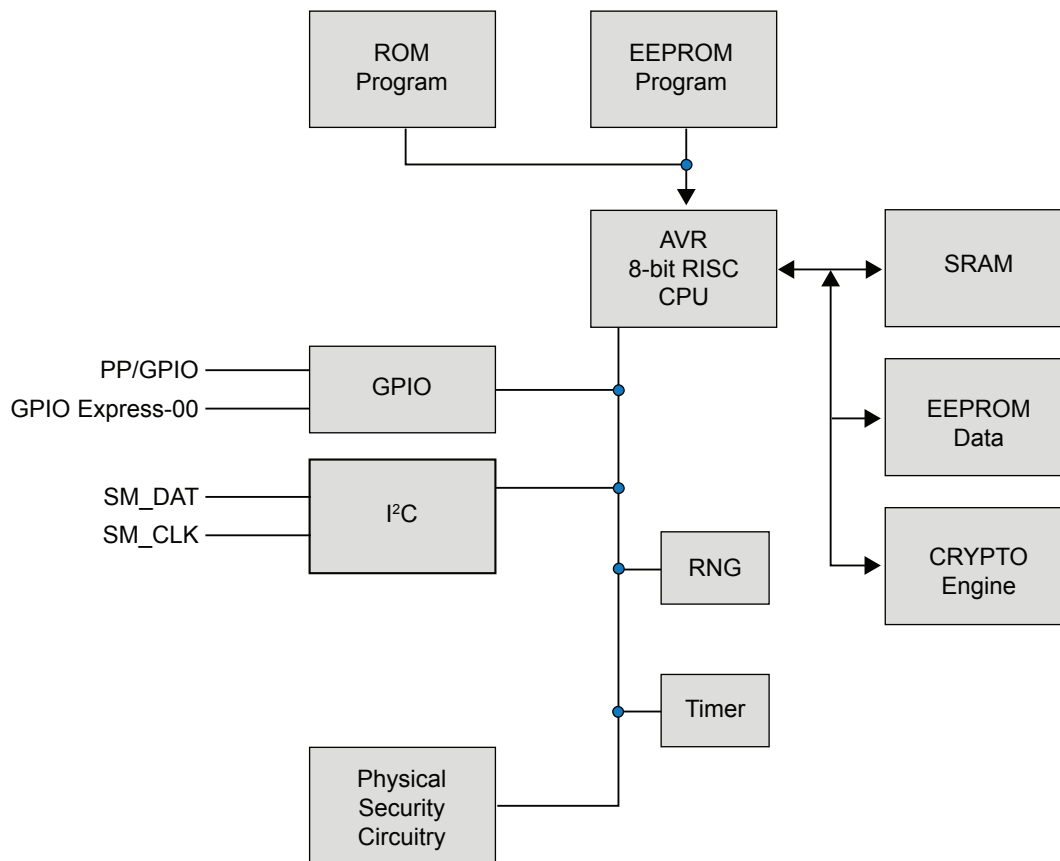 ROM
Program
EEPROM
Program
AVR
8-bit RISC
CPU
SRAM
PP/GPIO
GPIO Express-00
GPIO
EEPROM
Data
SM_DAT
SM_CLK
I²C
RNG
CRYPTO
Engine
Timer
Physical
Security
Circuitry